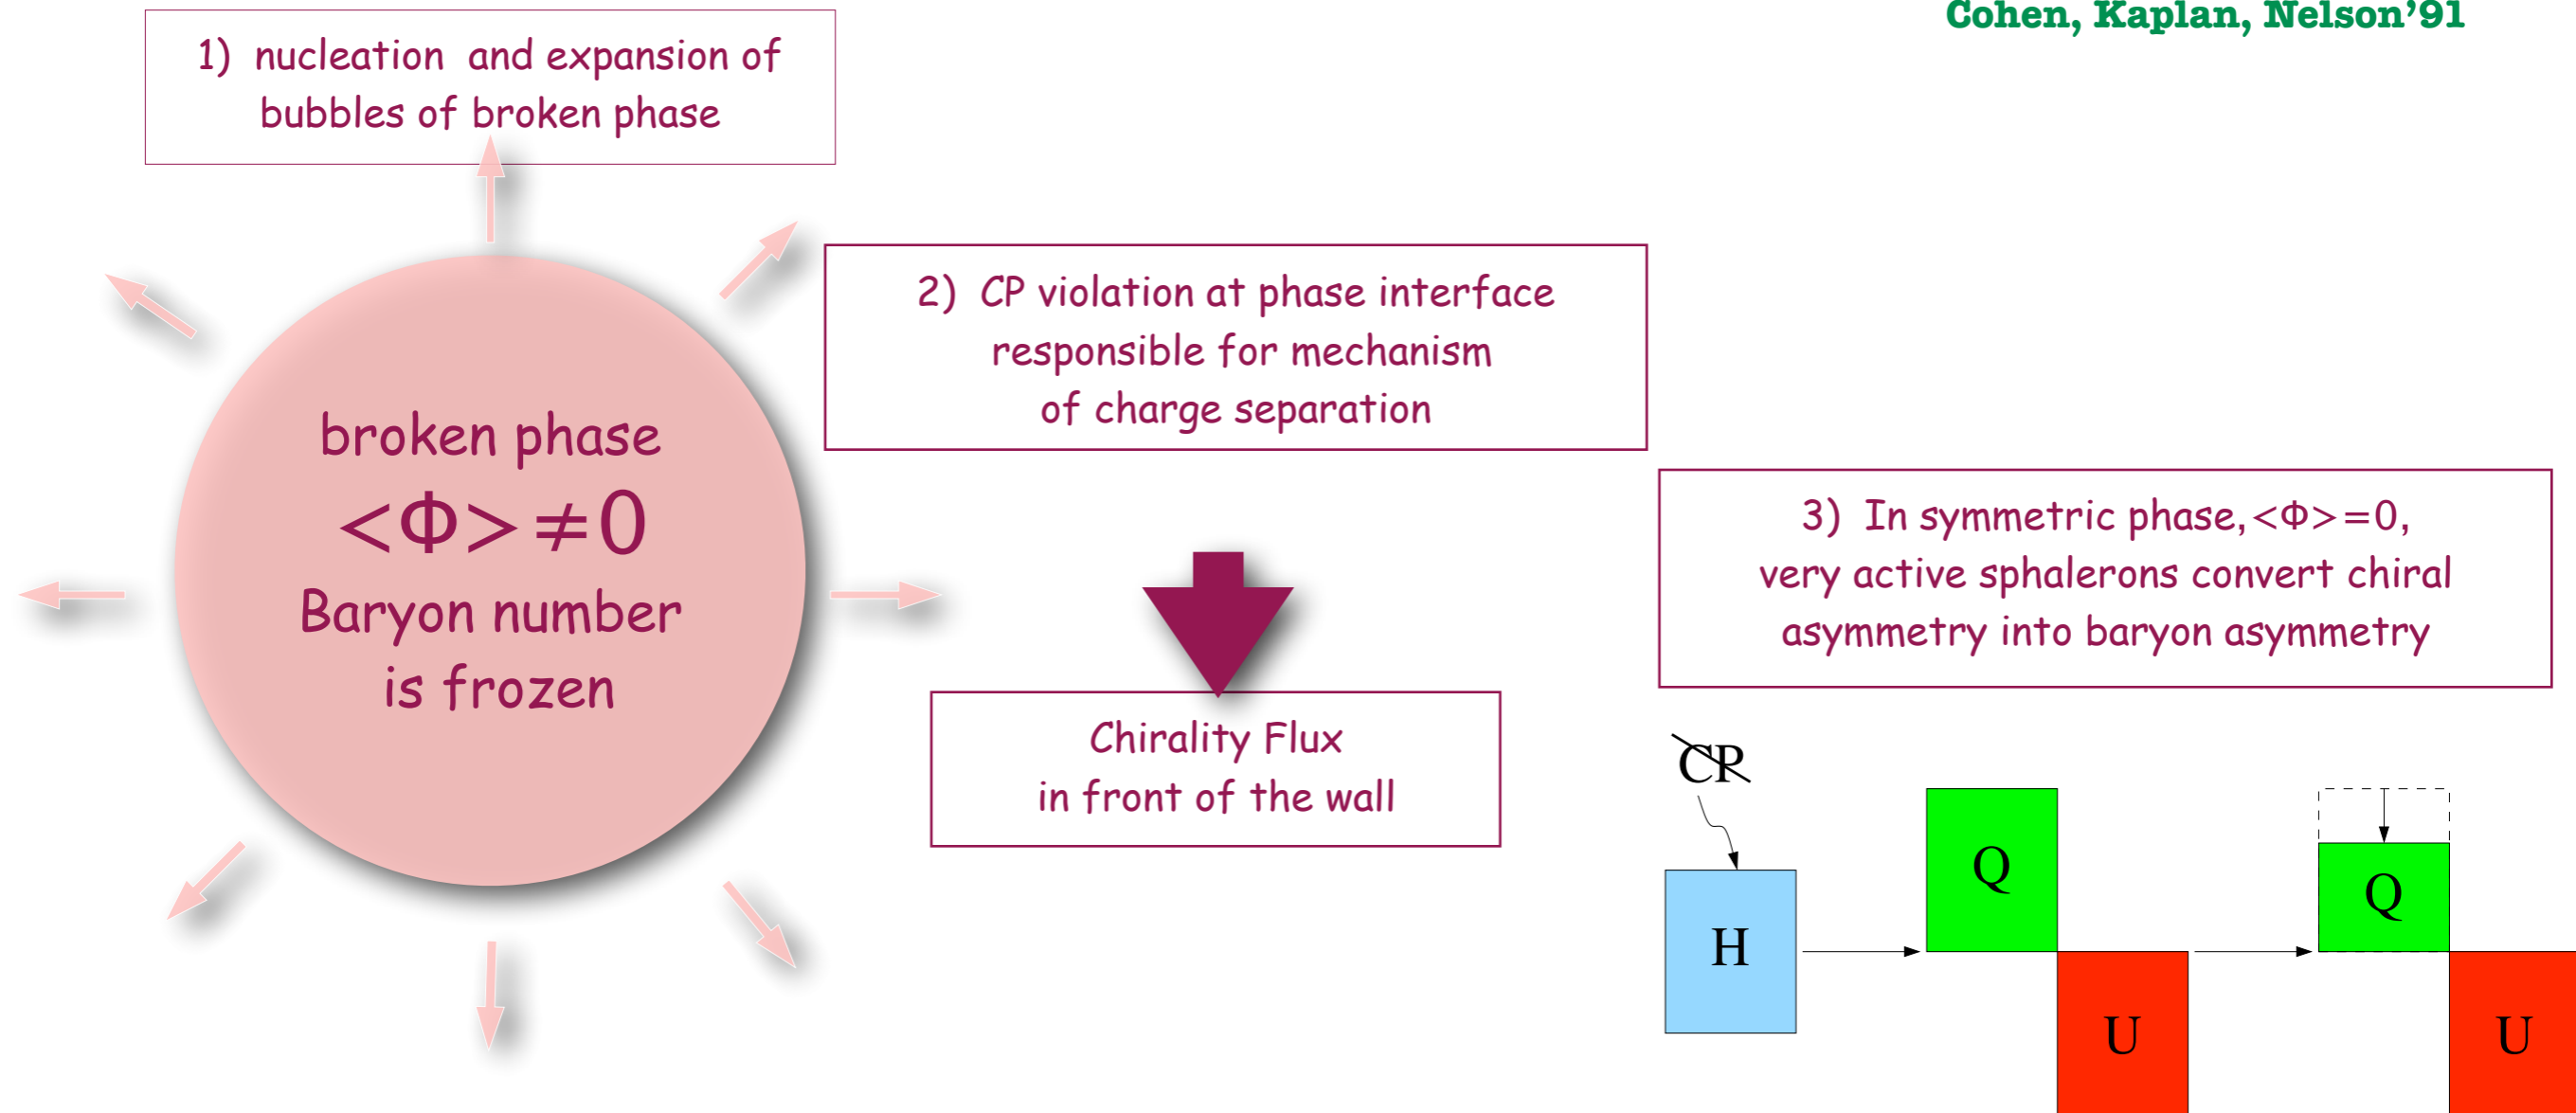 Cohen, Kaplan, Nelson'91
1) nucleation and expansion of
bubbles of broken phase
2) CP violation at phase interface
responsible for mechanism
of charge separation
broken phase
<Φ>≠0
Baryon number
is frozen
3) In symmetric phase,<Φ>=0,
very active sphalerons convert chiral
asymmetry into baryon asymmetry
Chirality Flux
in front of the wall
CP
H
Q
U
Q
U